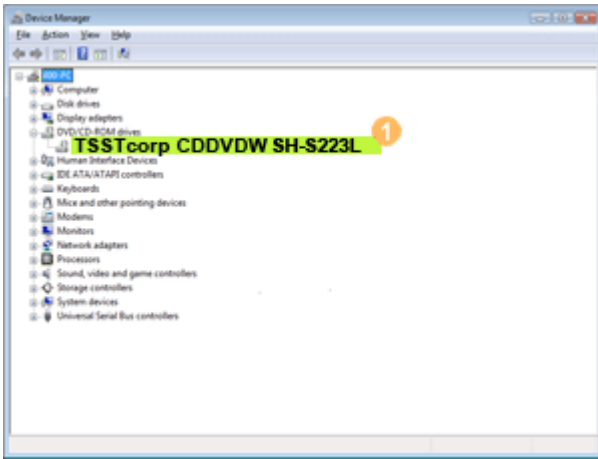 Device Manager
File Action View Help
400-PC
Computer
Disk drives
Display adapters
DVD/CD-ROM drives
1
TSSTcorp CDDVDW SH-S223L
Human Interface Devices
IDE ATA/ATAPI controllers
Keyboards
Mice and other pointing devices
Modems
Monitors
Network adapters
Processors
Sound, video and game controllers
Storage controllers
System devices
Universal Serial Bus controllers